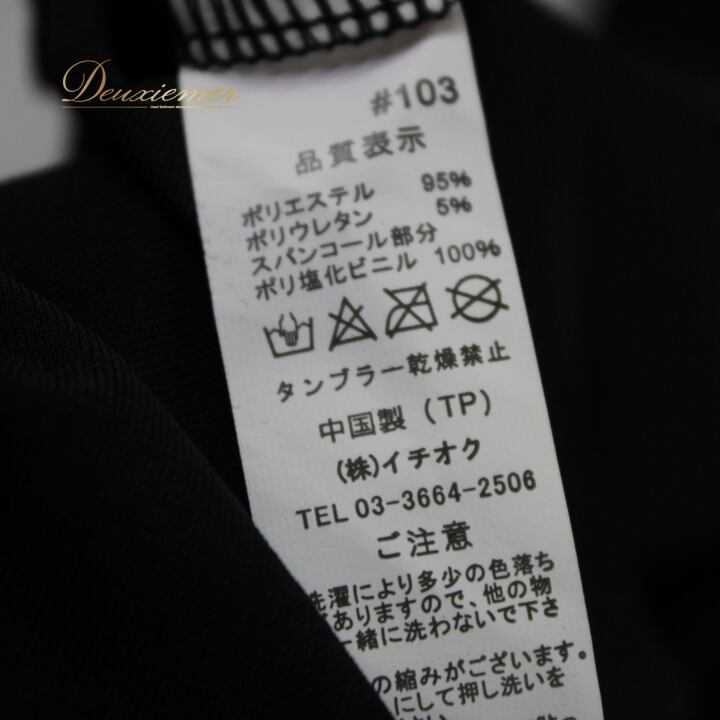 Deuxiemer
#103
品質表示
ポリエステル 95%
ポリウレタン 5%
スパンコール部分
ポリ塩化ビニル 100%
タンブラー乾燥禁止
中国製(TP)
(株)イチオク
TEL 03-3664-2506
ご注意
洗濯により多少の色落ち
ありますので、他の物
一緒に洗わないで下さ
の縮みがございます。
にして押し洗いを
ください